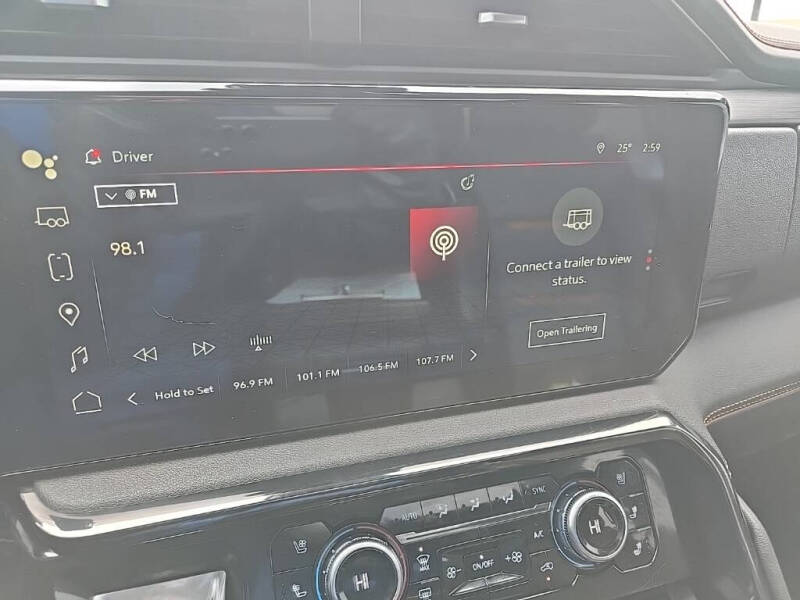 Driver
25° 2:59
FM
98.1
Connect a trailer to view
status.
Open Trailering
Hold to Set 96.9 FM 101.1 FM 106.5 FM 107.7 FM
AUTO SYNC
A/C
HI
HI
MAX
ON/OFF